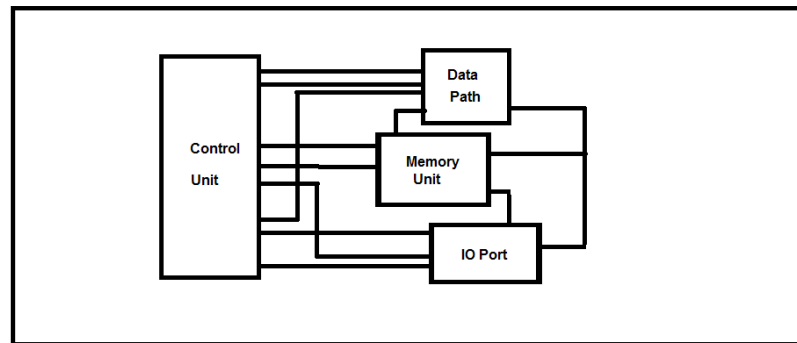 Control
Unit
Data
Path
Memory
Unit
IO Port